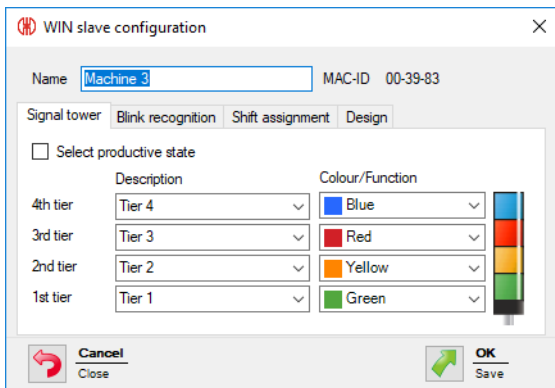 WIN slave configuration
Name Machine 3 MAC-ID 00-39-83
Signal tower Blink recognition Shift assignment Design
Select productive state
Description Colour/Function
4th tier Tier 4 Blue
3rd tier Tier 3 Red
2nd tier Tier 2 Yellow
1st tier Tier 1 Green
Cancel OK
Close Save